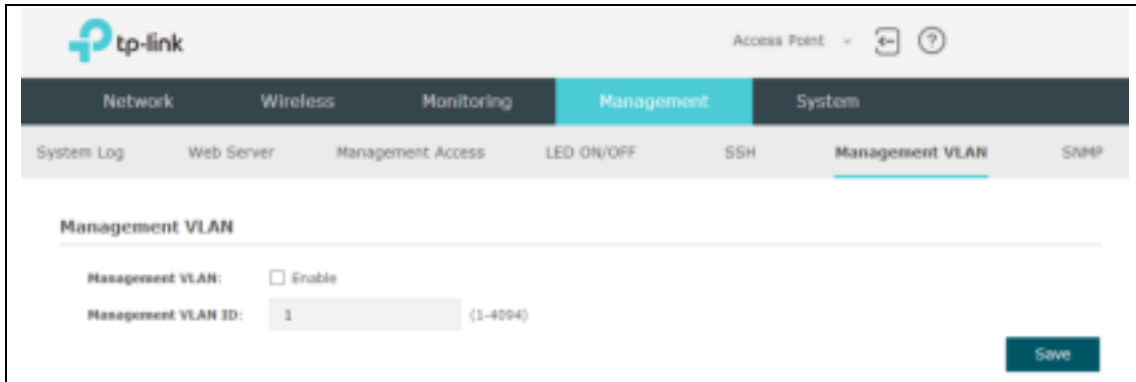 tp-link
Access Point
Network Wireless Monitoring Management System
System Log Web Server Management Access LED ON/OFF SSH Management VLAN SNMP
Management VLAN
Management VLAN: Enable
Management VLAN ID: 1 (1-4094)
Save